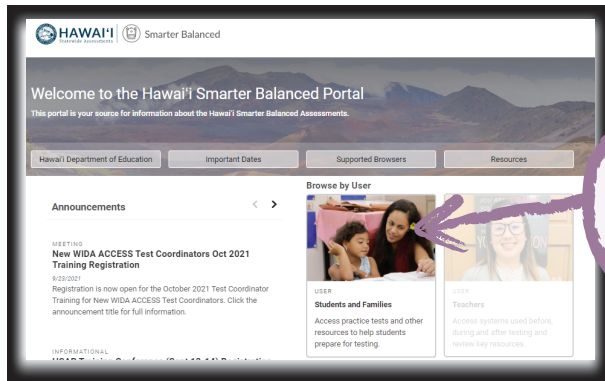 HAWAI'I
Statewide Assessments
Smarter Balanced
Welcome to the Hawai'i Smarter Balanced Portal
This portal is your source for information about the Hawai'i Smarter Balanced Assessments.
Hawai'i Department of Education
Important Dates
Supported Browsers
Resources
Announcements
MEETING
New WIDA ACCESS Test Coordinators Oct 2021
Training Registration
9/23/2021
Registration is now open for the October 2021 Test Coordinator
Training for New WIDA ACCESS Test Coordinators. Click the
announcement title for full information.
INFORMATIONAL
Browse by User
USER
Students and Families
Access practice tests and other
resources to help students
prepare for testing.
USER
Teachers
Access systems used before,
during and after testing and
review key resources.